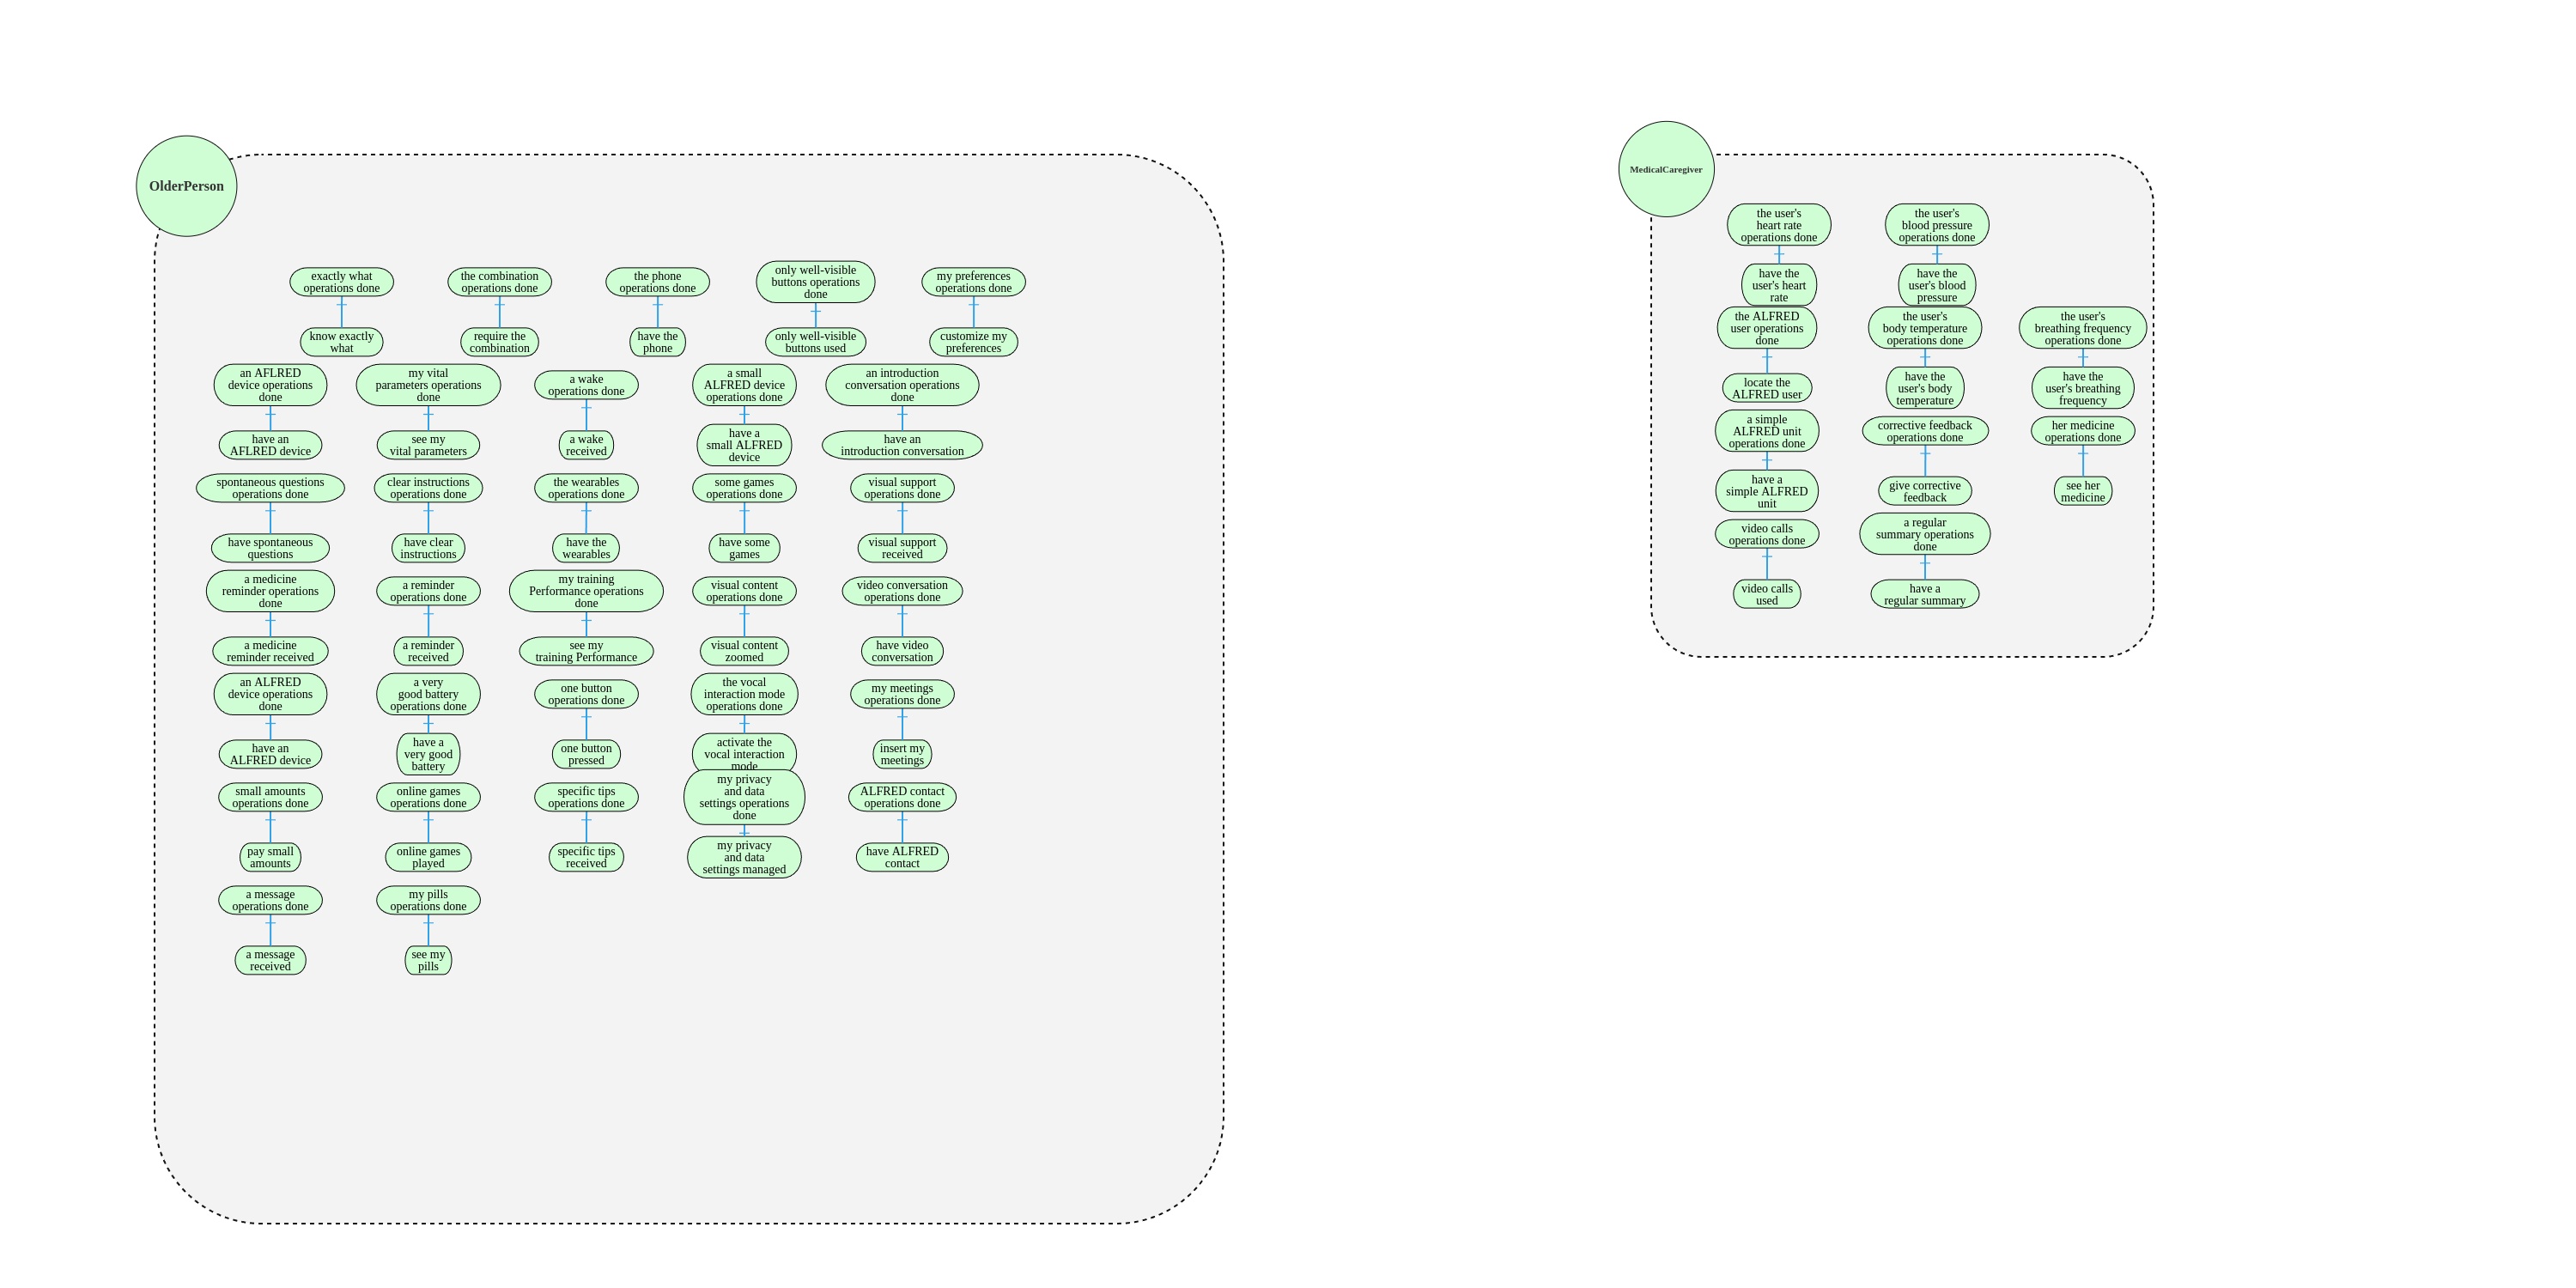 OlderPerson
exactly what
operations done
the combination
operations done
the phone
operations done
only well-visible
buttons operations
done
my preferences
operations done
know exactly
what
require the
combination
have the
phone
only well-visible
buttons used
customize my
preferences
an AFLRED
device operations
done
my vital
parameters operations
done
a wake
operations done
a small
ALFRED device
operations done
an introduction
conversation operations
done
have an
AFLRED device
see my
vital parameters
a wake
received
have a
small ALFRED
device
have an
introduction conversation
spontaneous questions
operations done
clear instructions
operations done
the wearables
operations done
some games
operations done
visual support
operations done
have spontaneous
questions
have clear
instructions
have the
wearables
have some
games
visual support
received
a medicine
reminder operations
done
a reminder
operations done
my training
Performance operations
done
visual content
operations done
video conversation
operations done
a medicine
reminder received
a reminder
received
see my
training Performance
visual content
zoomed
have video
conversation
an ALFRED
device operations
done
a very
good battery
operations done
one button
operations done
the vocal
interaction mode
operations done
my meetings
operations done
have an
ALFRED device
have a
very good
battery
one button
pressed
activate the
vocal interaction
mode
insert my
meetings
small amounts
operations done
online games
operations done
specific tips
operations done
my privacy
and data
settings operations
done
ALFRED contact
operations done
pay small
amounts
online games
played
specific tips
received
my privacy
and data
settings managed
have ALFRED
contact
a message
operations done
my pills
operations done
a message
received
see my
pills
MedicalCaregiver
the user's
heart rate
operations done
the user's
blood pressure
operations done
have the
user's heart
rate
have the
user's blood
pressure
the ALFRED
user operations
done
the user's
body temperature
operations done
the user's
breathing frequency
operations done
locate the
ALFRED user
have the
user's body
temperature
have the
user's breathing
frequency
a simple
ALFRED unit
operations done
corrective feedback
operations done
her medicine
operations done
have a
simple ALFRED
unit
give corrective
feedback
see her
medicine
video calls
operations done
a regular
summary operations
done
video calls
used
have a
regular summary